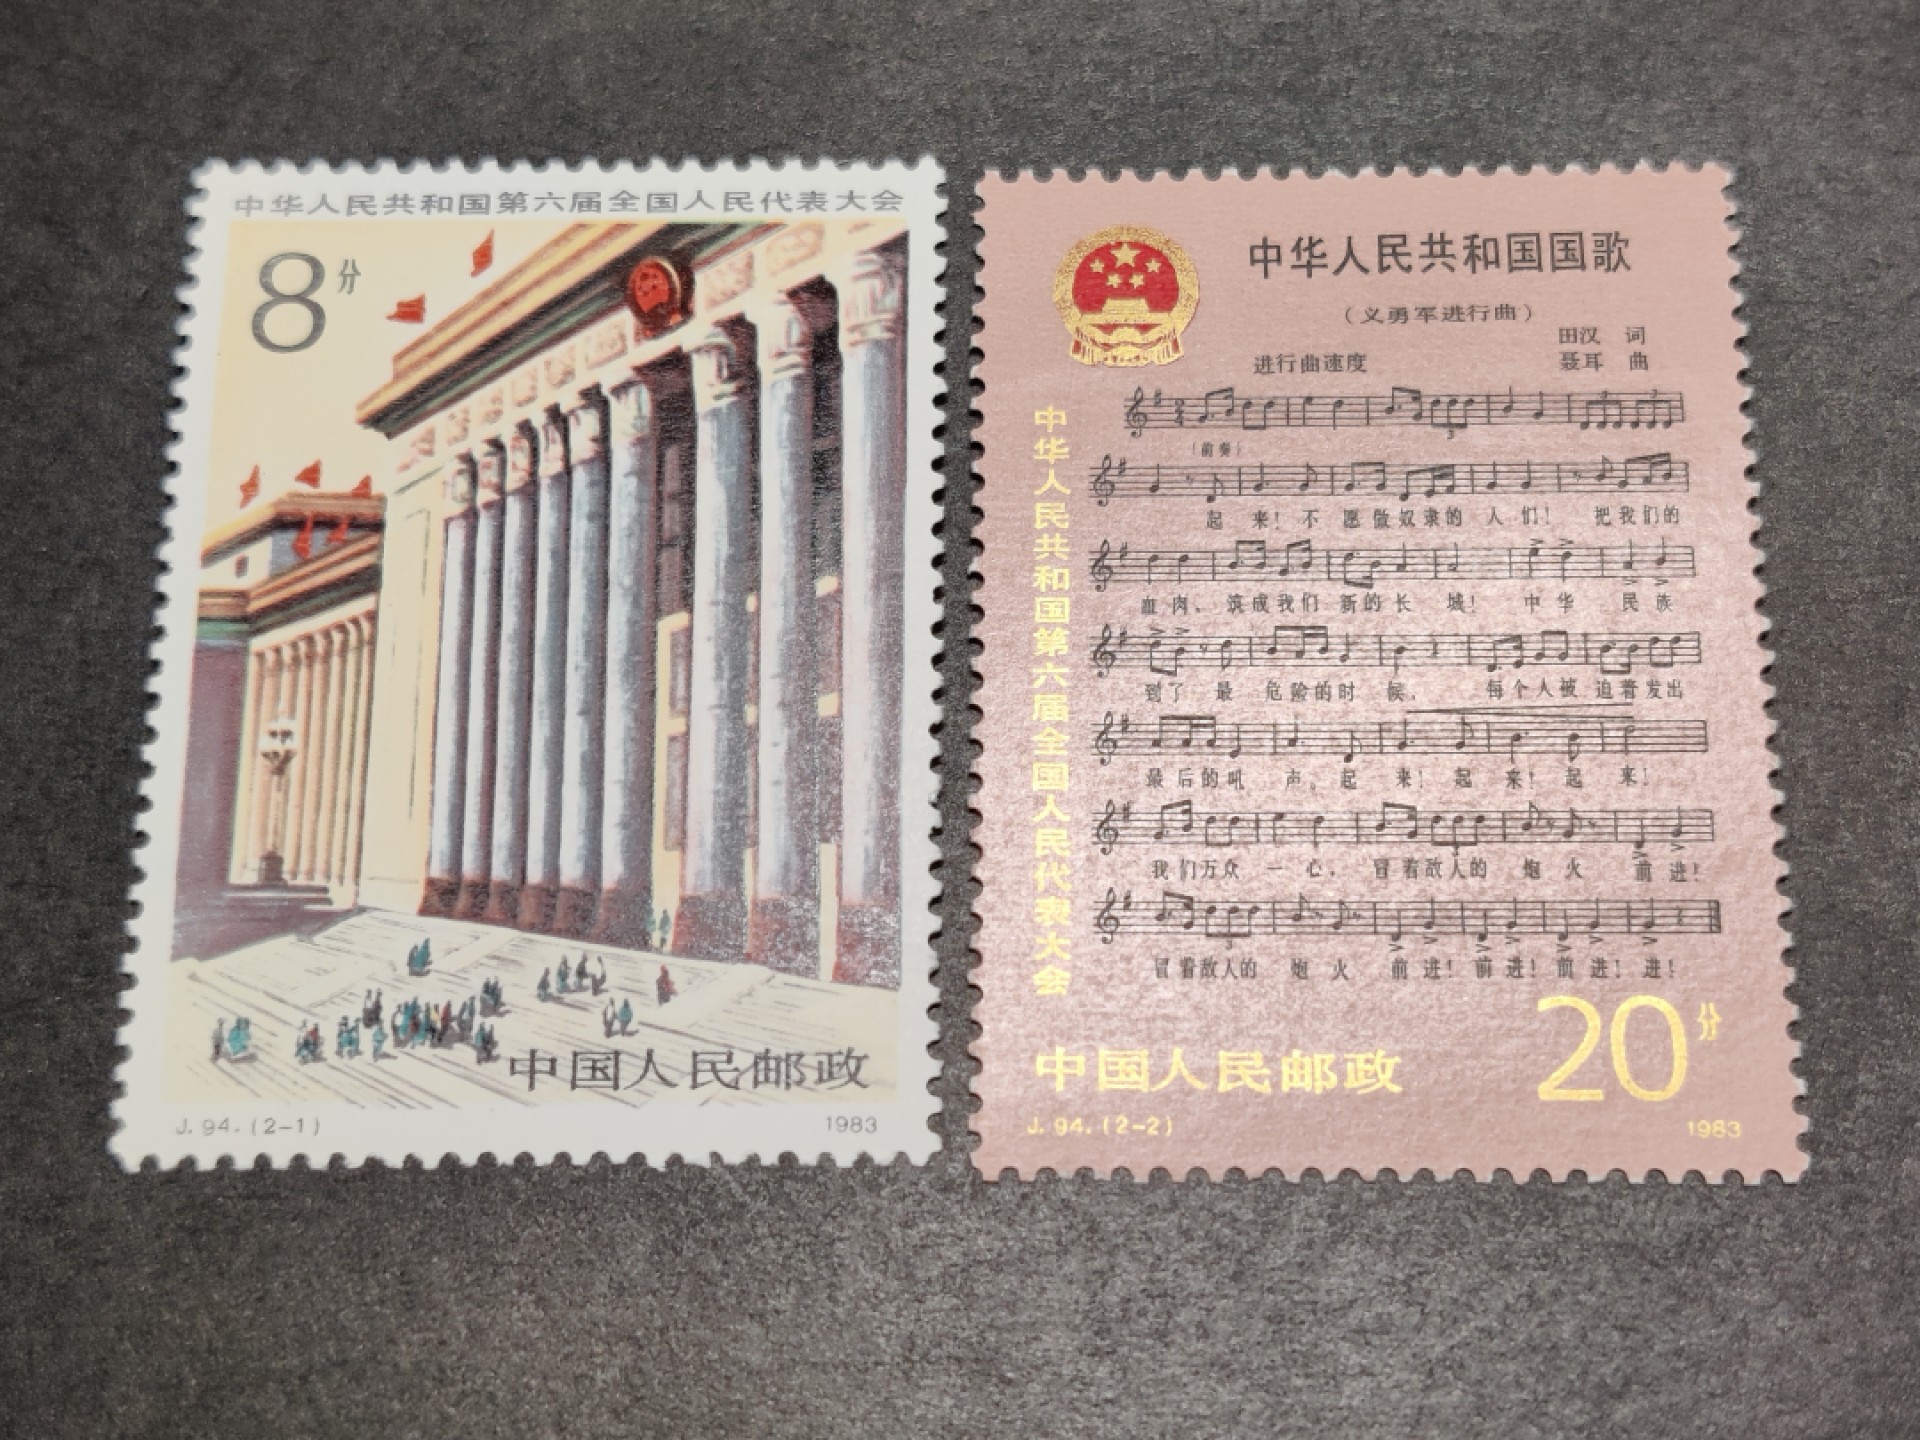 中华人民共和国第六届全国人民代表大会
8分
中国人民邮政
J.94.(2-1)
1983
中华人民共和国国歌
(义勇军进行曲)
田汉 词
进行曲速度
聂耳 曲
中华人民共和国第六届全国人民代表大会
(前奏)
起 来! 不 愿 做 奴 隶 的 人 们! 把 我 们 的
血 肉、 筑 成 我 们 新 的 长 城! 中 华 民 族
到 了 最 危 险 的 时 候, 每 个 人 被 迫 着 发 出
最 后 的 吼 声。 起 来! 起 来! 起 来!
我 们 万 众 一 心, 冒 着 敌 人 的 炮 火 前 进!
冒 着 敌 人 的 炮 火 前 进! 前 进! 前 进! 进!
20分
中国人民邮政
J.94.(2-2)
1983